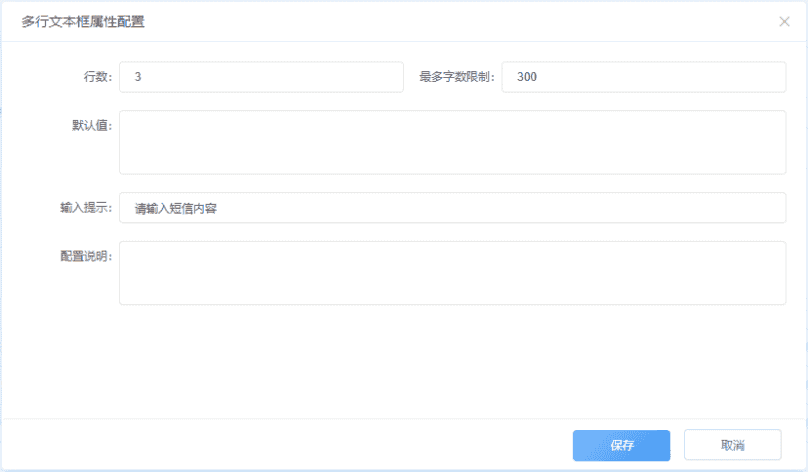 多行文本框属性配置
行数: 3 最多字数限制: 300
默认值:
输入提示: 请输入短信内容
配置说明:
保存 取消